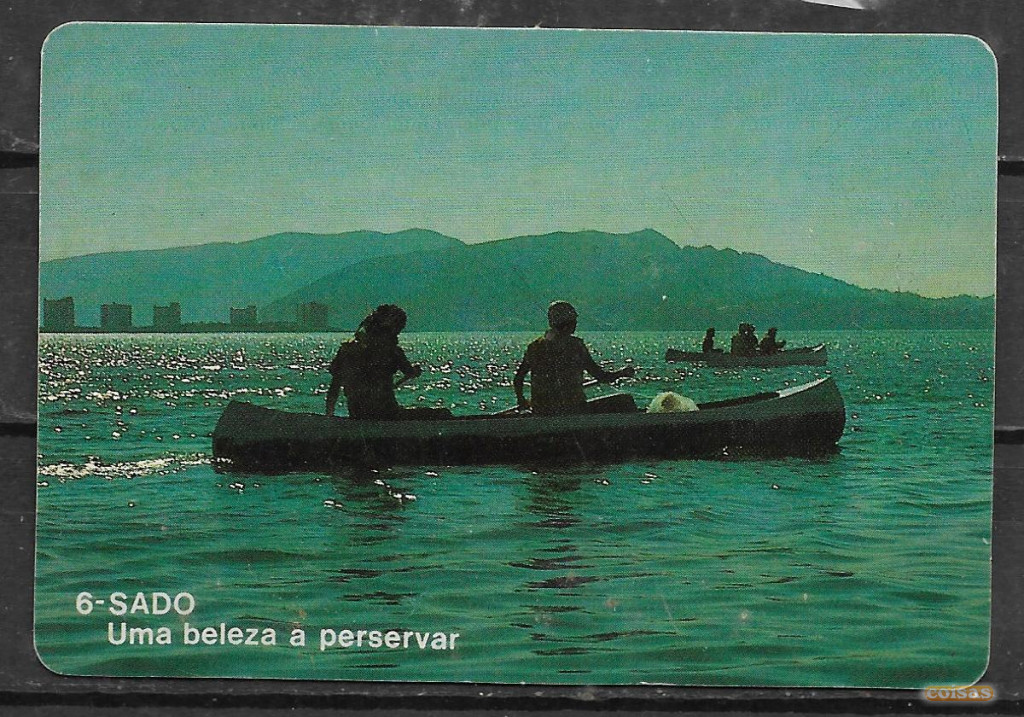 6-SADO
Uma beleza a perservar
coisas